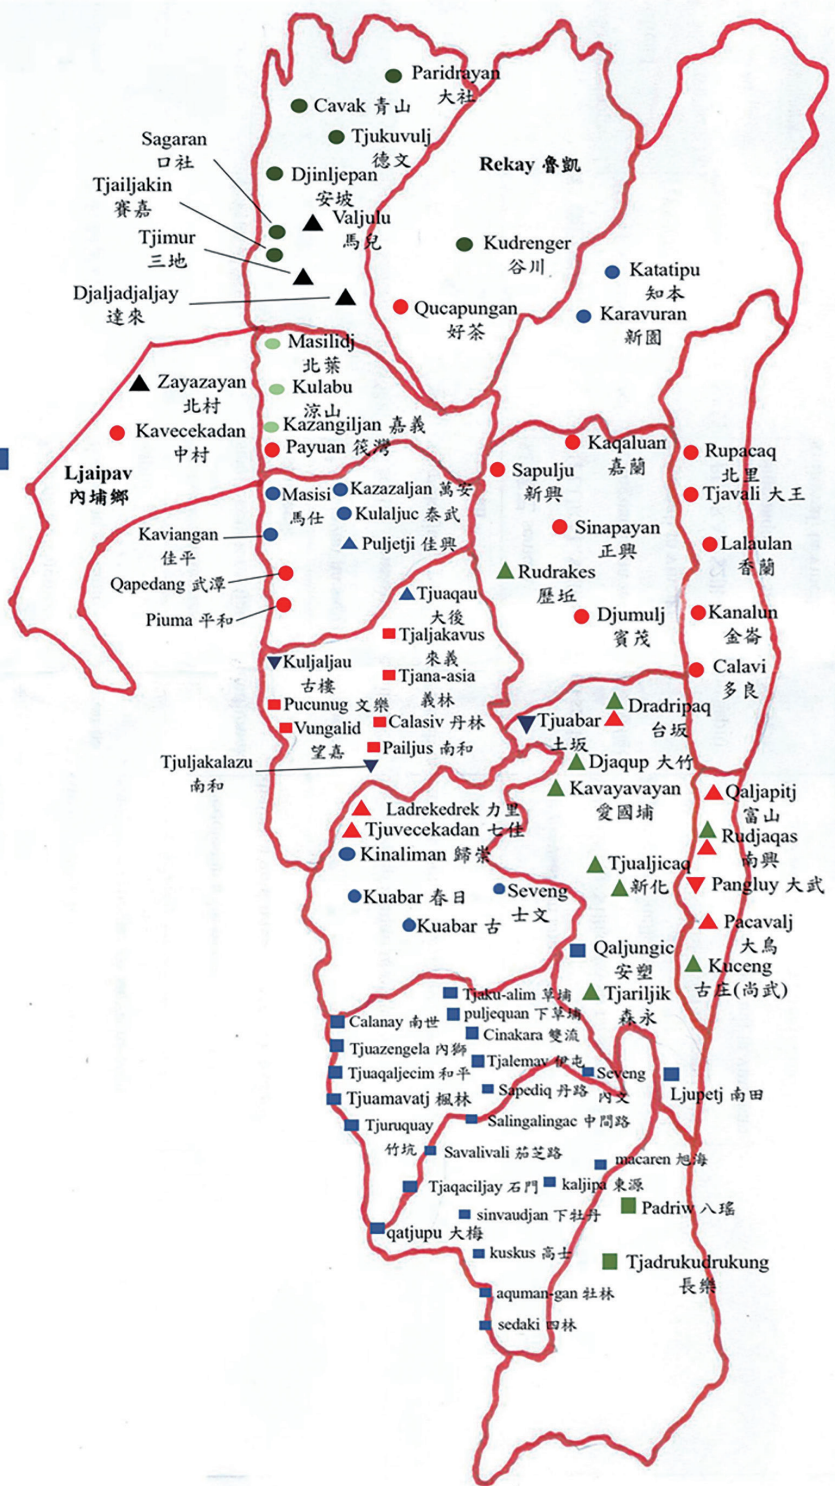 Paridrayan
大社
Cavak 青山
Tjukuvulj
德文
Sagaran
口社
Djinljepan
安坡
Tjailjakin
賽嘉
Valjulu
馬兒
Tjimur
三地
Djaljadjaljay
達來
Rekay 魯凱
Kudrenger
谷川
Qucapungan
好茶
Katatipu
知本
Karavuran
新園
Masilidj
北葉
Kulabu
涼山
Kazangiljan 嘉義
Payuan 筏灣
Zayazayan
北村
Kavecekadan
中村
Ljaipav
內埔鄉
Masisi
馬仕
Kazazaljan 萬安
Kulaljuc 泰武
Puljetji 佳興
Kaviangan
佳平
Qapedang 武潭
Piuma 平和
Kaqaluan
嘉蘭
Sapulju
新興
Sinapayan
正興
Rudrakes
歷坵
Djumulj
賓茂
Rupacaq
北里
Tjavali 大王
Lalaulan
香蘭
Kanalun
金崙
Calavi
多良
Tjuaqau
大後
Tjaljakavus
來義
Kuljaljau
古樓
Tjana-asia
義林
Pucunug 文樂
Vungalid
望嘉
Calasiv 丹林
Pailjus 南和
Tjuljakalazu
南和
Tjuabar
土坂
Dradripaq
台坂
Djaqup 大竹
Kavayavayan
愛國埔
Ladrekedrek 力里
Tjuvecekadan 七佳
Kinaliman 歸崇
Kuabar 春日
Seveng
士文
Kuabar 古
Qaljapitj
富山
Rudjaqas
南興
Tjualjicaq
新化
Pangluy 大武
Pacavalj
大鳥
Qaljungic
安塑
Kuceng
古庄(尚武)
Tjariljik
森永
Tjaku-alim 草埔
puljequan 下草埔
Calanay 南世
Cinakara 雙流
Tjuazengela 內獅
Tjalemav 伊屯
Tjuaqaljecim 和平
Seveng
內文
Sapediq 丹路
Ljupetj 南田
Tjuamavatj 楓林
Salingalingac 中間路
Tjuruquay
竹坑
Savalivali 茄芝路
macaren 旭海
Tjaqaciljay 石門
kaljipa 東源
Padriw 八瑤
sinvaudjan 下牡丹
qatjupu 大梅
kuskus 高士
Tjadrukudrukung
長樂
aquman-gan 牡林
sedaki 四林